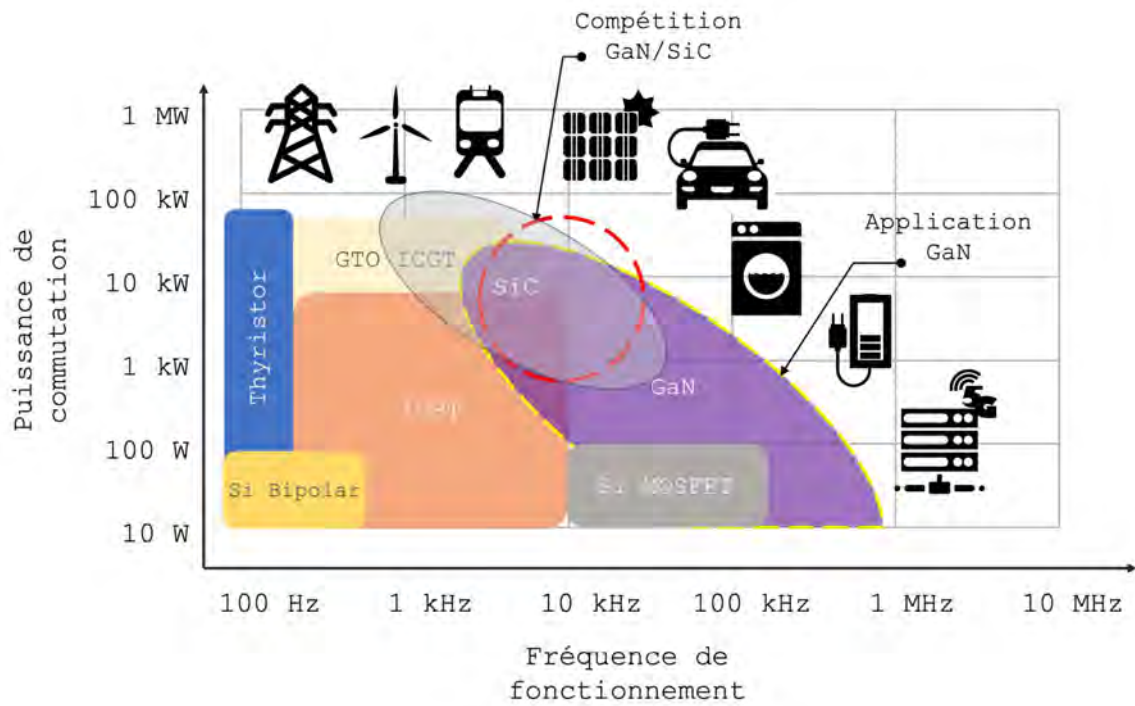 Compétition
GaN/SiC
1 MW
100 kW
10 kW
1 kW
100 W
10 W
Puissance de
commutation
Application
GaN
GTO ICGT
SiC
Thyristor
GaN
Si Bipolar
Si MOSFET
5G
100 Hz
1 kHz
10 kHz
100 kHz
1 MHz
10 MHz
Fréquence de
fonctionnement